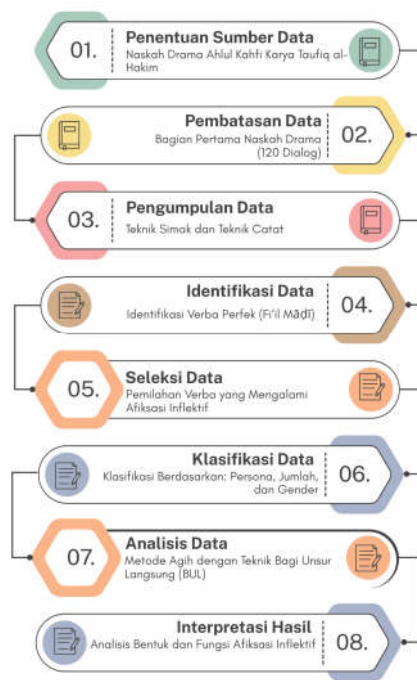 01.
Penentuan Sumber Data
Naskah Drama Ahlul Kahfi Karya Taufiq al-
Hakim
Pembatasan Data
Bagian Pertama Naskah Drama
(120 Dialog)
02.
03.
Pengumpulan Data
Teknik Simak dan Teknik Catat
Identifikasi Data
Identifikasi Verba Perfek (Fi'il Māḍī)
04.
05.
Seleksi Data
Pemilahan Verba yang Mengalami
Afiksasi Inflektif
Klasifikasi Data
Klasifikasi Berdasarkan: Persona, Jumlah,
dan Gender
06.
07.
Analisis Data
Metode Agih dengan Teknik Bagi Unsur
Langsung (BUL)
Interpretasi Hasil
Analisis Bentuk dan Fungsi Afiksasi Inflektif
08.